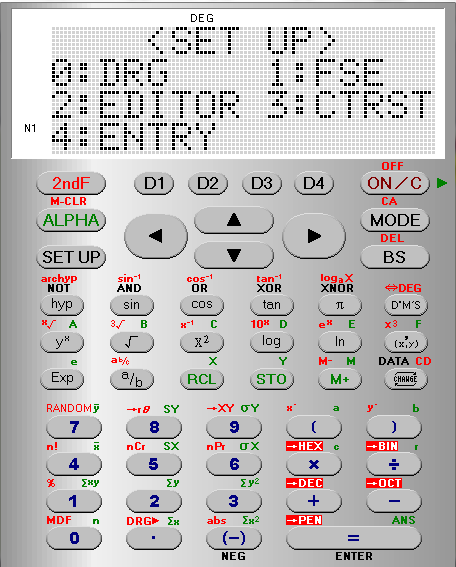 DEG
<SET UP>
0:DRG 1:FSE
2:EDITOR 3:CTRST
N1
4:ENTRY
OFF
2ndF D1 D2 D3 D4 ON/C
M-CLR CA
ALPHA MODE
DEL
SET UP BS
archyp sin⁻¹ cos⁻¹ tan⁻¹ logₐX ⇔DEG
NOT AND OR XOR XNOR
hyp sin cos tan π D°M'S
ˣ√ A ³√ B x⁻¹ C 10ˣ D eˣ E x³ F
yˣ √ X² log ln (x,y)
e ab/c X Y M- M DATA CD
Exp a/b RCL STO M+ CHANGE
RANDOM ȳ →rθ SY →XY σY x´ a y´ b
7 8 9 ( )
n! x̄ nCr SX nPr σX →HEX c →BIN r
4 5 6 × ÷
% Σxy Σy Σy² →DEC →OCT
1 2 3 + −
MDF n DRG▶ Σx abs Σx² →PEN ANS
0 · (−) =
NEG ENTER